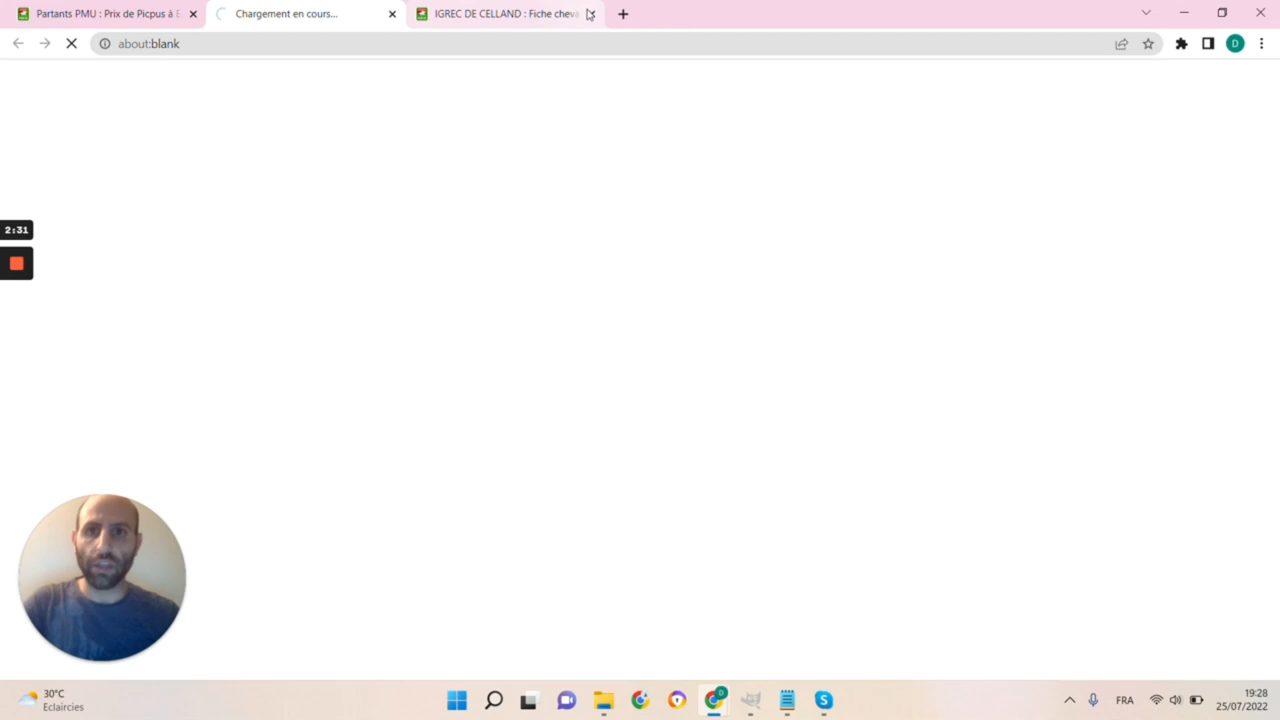 Partants PMU : Prix de Picpus à E
Chargement en cours...
IGREC DE CELLAND : Fiche cheva
about:blank
D
2:31
30°C
Eclaircies
D
S
FRA
19:28
25/07/2022